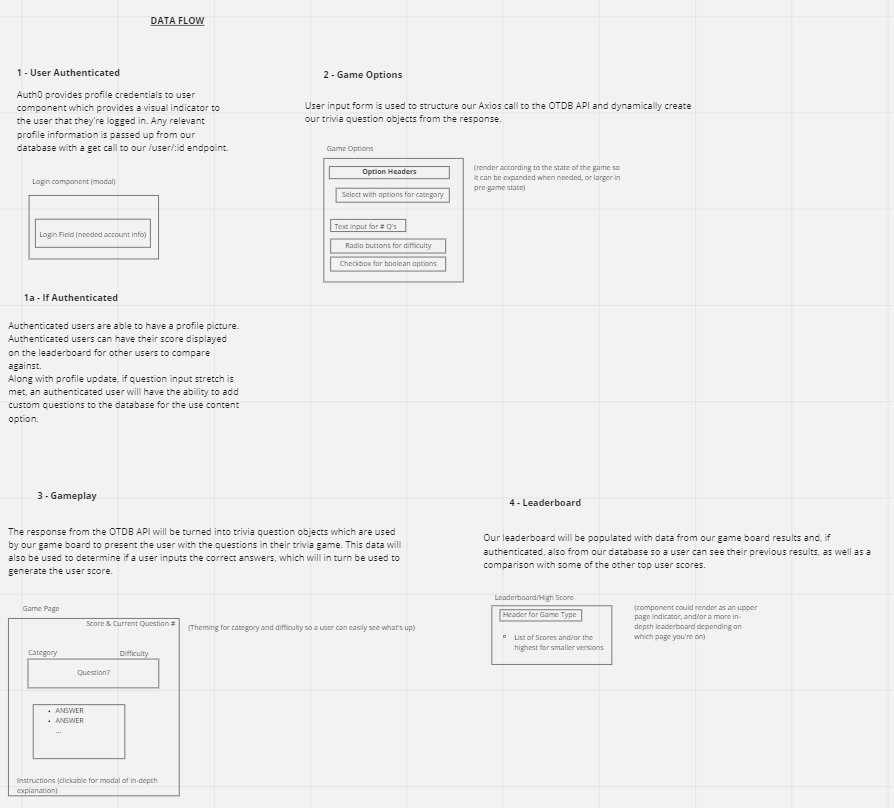 DATA FLOW
1 - User Authenticated
Auth0 provides profile credentials to user
component which provides a visual indicator to
the user that they're logged in. Any relevant
profile information is passed up from our
database with a get call to our /user/:id endpoint.
Login component (modal)
Login Field (needed account info)
1a - If Authenticated
Authenticated users are able to have a profile picture.
Authenticated users can have their score displayed
on the leaderboard for other users to compare
against.
Along with profile update, if question input stretch is
met, an authenticated user will have the ability to add
custom questions to the database for the use content
option.
2 - Game Options
User input form is used to structure our Axios call to the OTDB API and dynamically create
our trivia question objects from the response.
Game Options
Option Headers
Select with options for category
Text input for # Q's
Radio buttons for difficulty
Checkbox for boolean options
(render according to the state of the game so
it can be expanded when needed, or larger in
pre-game state)
3 - Gameplay
The response from the OTDB API will be turned into trivia question objects which are used
by our game board to present the user with the questions in their trivia game. This data will
also be used to determine if a user inputs the correct answers, which will in turn be used to
generate the user score.
Game Page
Score & Current Question #
Category
Difficulty
Question?
• ANSWER
• ANSWER
...
Instructions (clickable for modal of in-depth
explanation)
(Theming for category and difficulty so a user can easily see what's up)
4 - Leaderboard
Our leaderboard will be populated with data from our game board results and, if
authenticated, also from our database so a user can see their previous results, as well as a
comparison with some of the other top user scores.
Leaderboard/High Score
Header for Game Type
List of Scores and/or the
highest for smaller versions
(component could render as an upper
page indicator, and/or a more in-
depth leaderboard depending on
which page you're on)